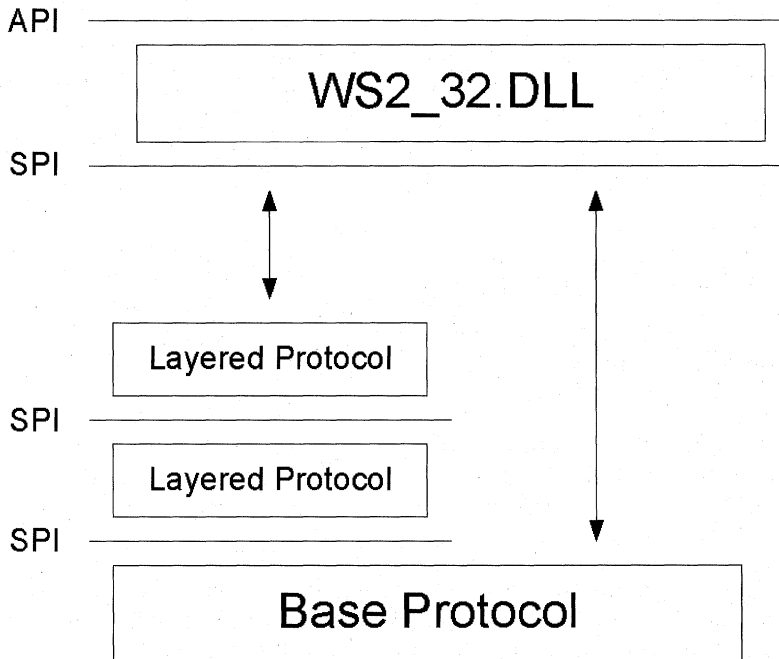 API
WS2_32.DLL
SPI
Layered Protocol
SPI
Layered Protocol
SPI
Base Protocol